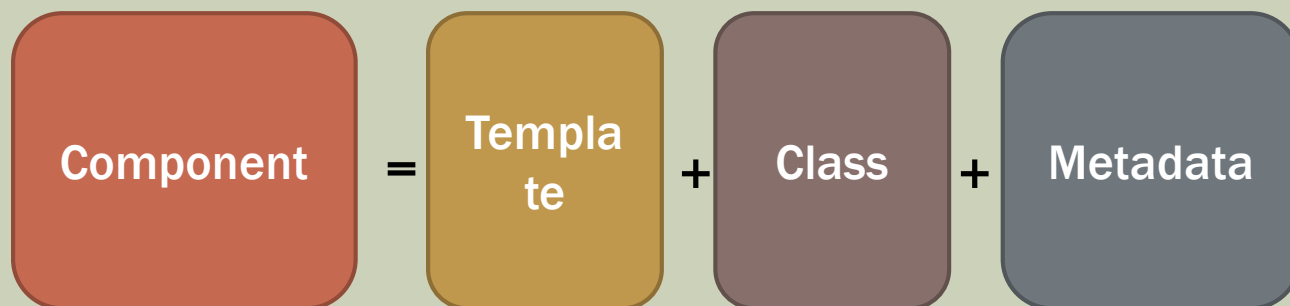 Component = Templa
te + Class + Metadata